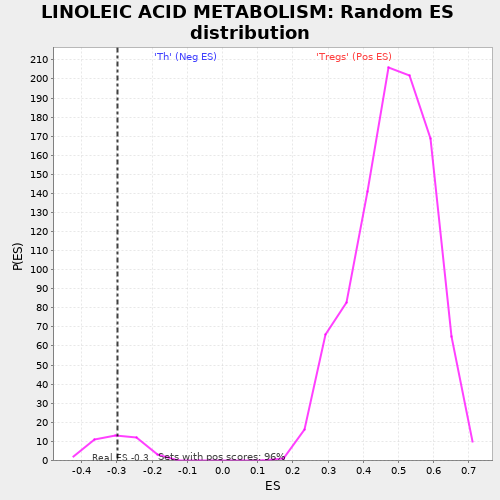 LINOLEIC ACID METABOLISM: Random ES
distribution
'Th' (Neg ES)
'Tregs' (Pos ES)
210
200
190
180
170
160
150
140
130
120
110
100
90
80
70
60
50
40
30
20
10
0
P(ES)
Real ES -0.3
Sets with pos scores: 96%
-0.4 -0.3 -0.2 -0.1 0.0 0.1 0.2 0.3 0.4 0.5 0.6 0.7
ES